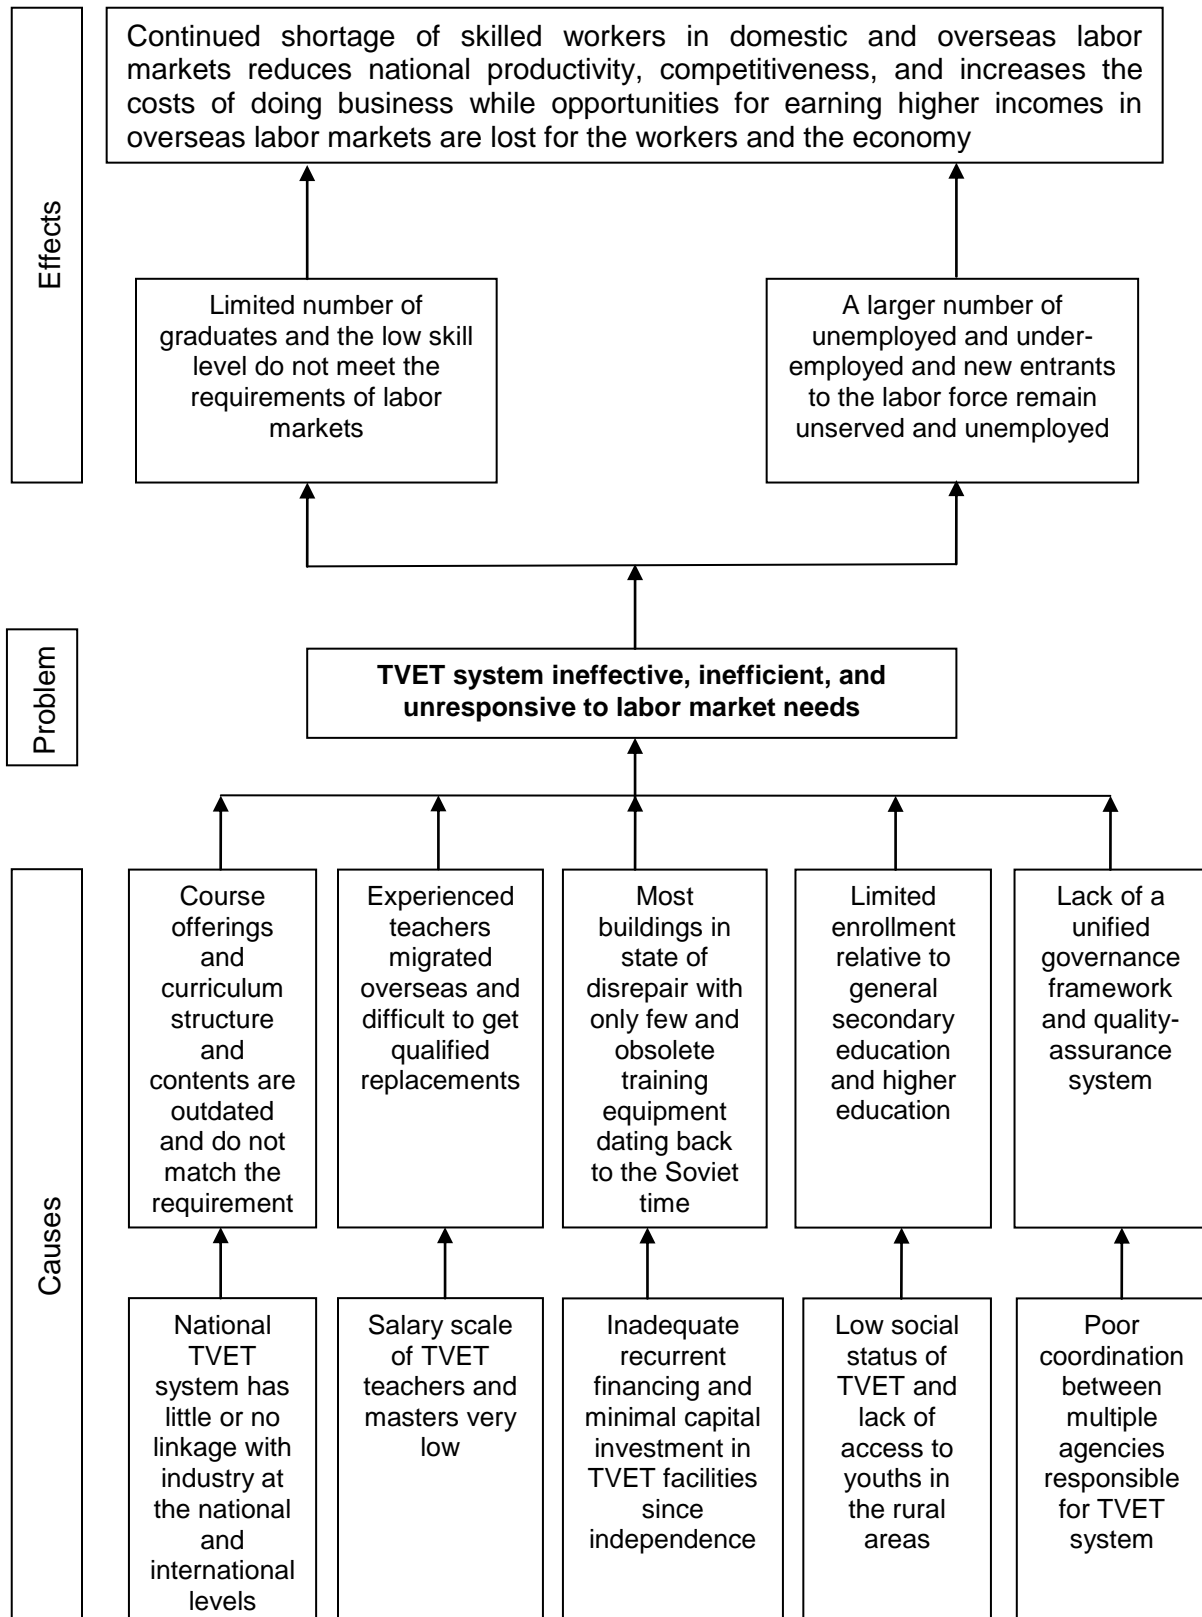 Effects
Continued shortage of skilled workers in domestic and overseas labor
markets reduces national productivity, competitiveness, and increases the
costs of doing business while opportunities for earning higher incomes in
overseas labor markets are lost for the workers and the economy
Limited number of
graduates and the low skill
level do not meet the
requirements of labor
markets
A larger number of
unemployed and under-
employed and new entrants
to the labor force remain
unserved and unemployed
Problem
TVET system ineffective, inefficient, and
unresponsive to labor market needs
Causes
Course
offerings
and
curriculum
structure
and
contents are
outdated
and do not
match the
requirement
Experienced
teachers
migrated
overseas and
difficult to get
qualified
replacements
Most
buildings in
state of
disrepair with
only few and
obsolete
training
equipment
dating back
to the Soviet
time
Limited
enrollment
relative to
general
secondary
education
and higher
education
Lack of a
unified
governance
framework
and quality-
assurance
system
National
TVET
system has
little or no
linkage with
industry at
the national
and
international
levels
Salary scale
of TVET
teachers and
masters very
low
Inadequate
recurrent
financing and
minimal capital
investment in
TVET facilities
since
independence
Low social
status of
TVET and
lack of
access to
youths in
the rural
areas
Poor
coordination
between
multiple
agencies
responsible
for TVET
system